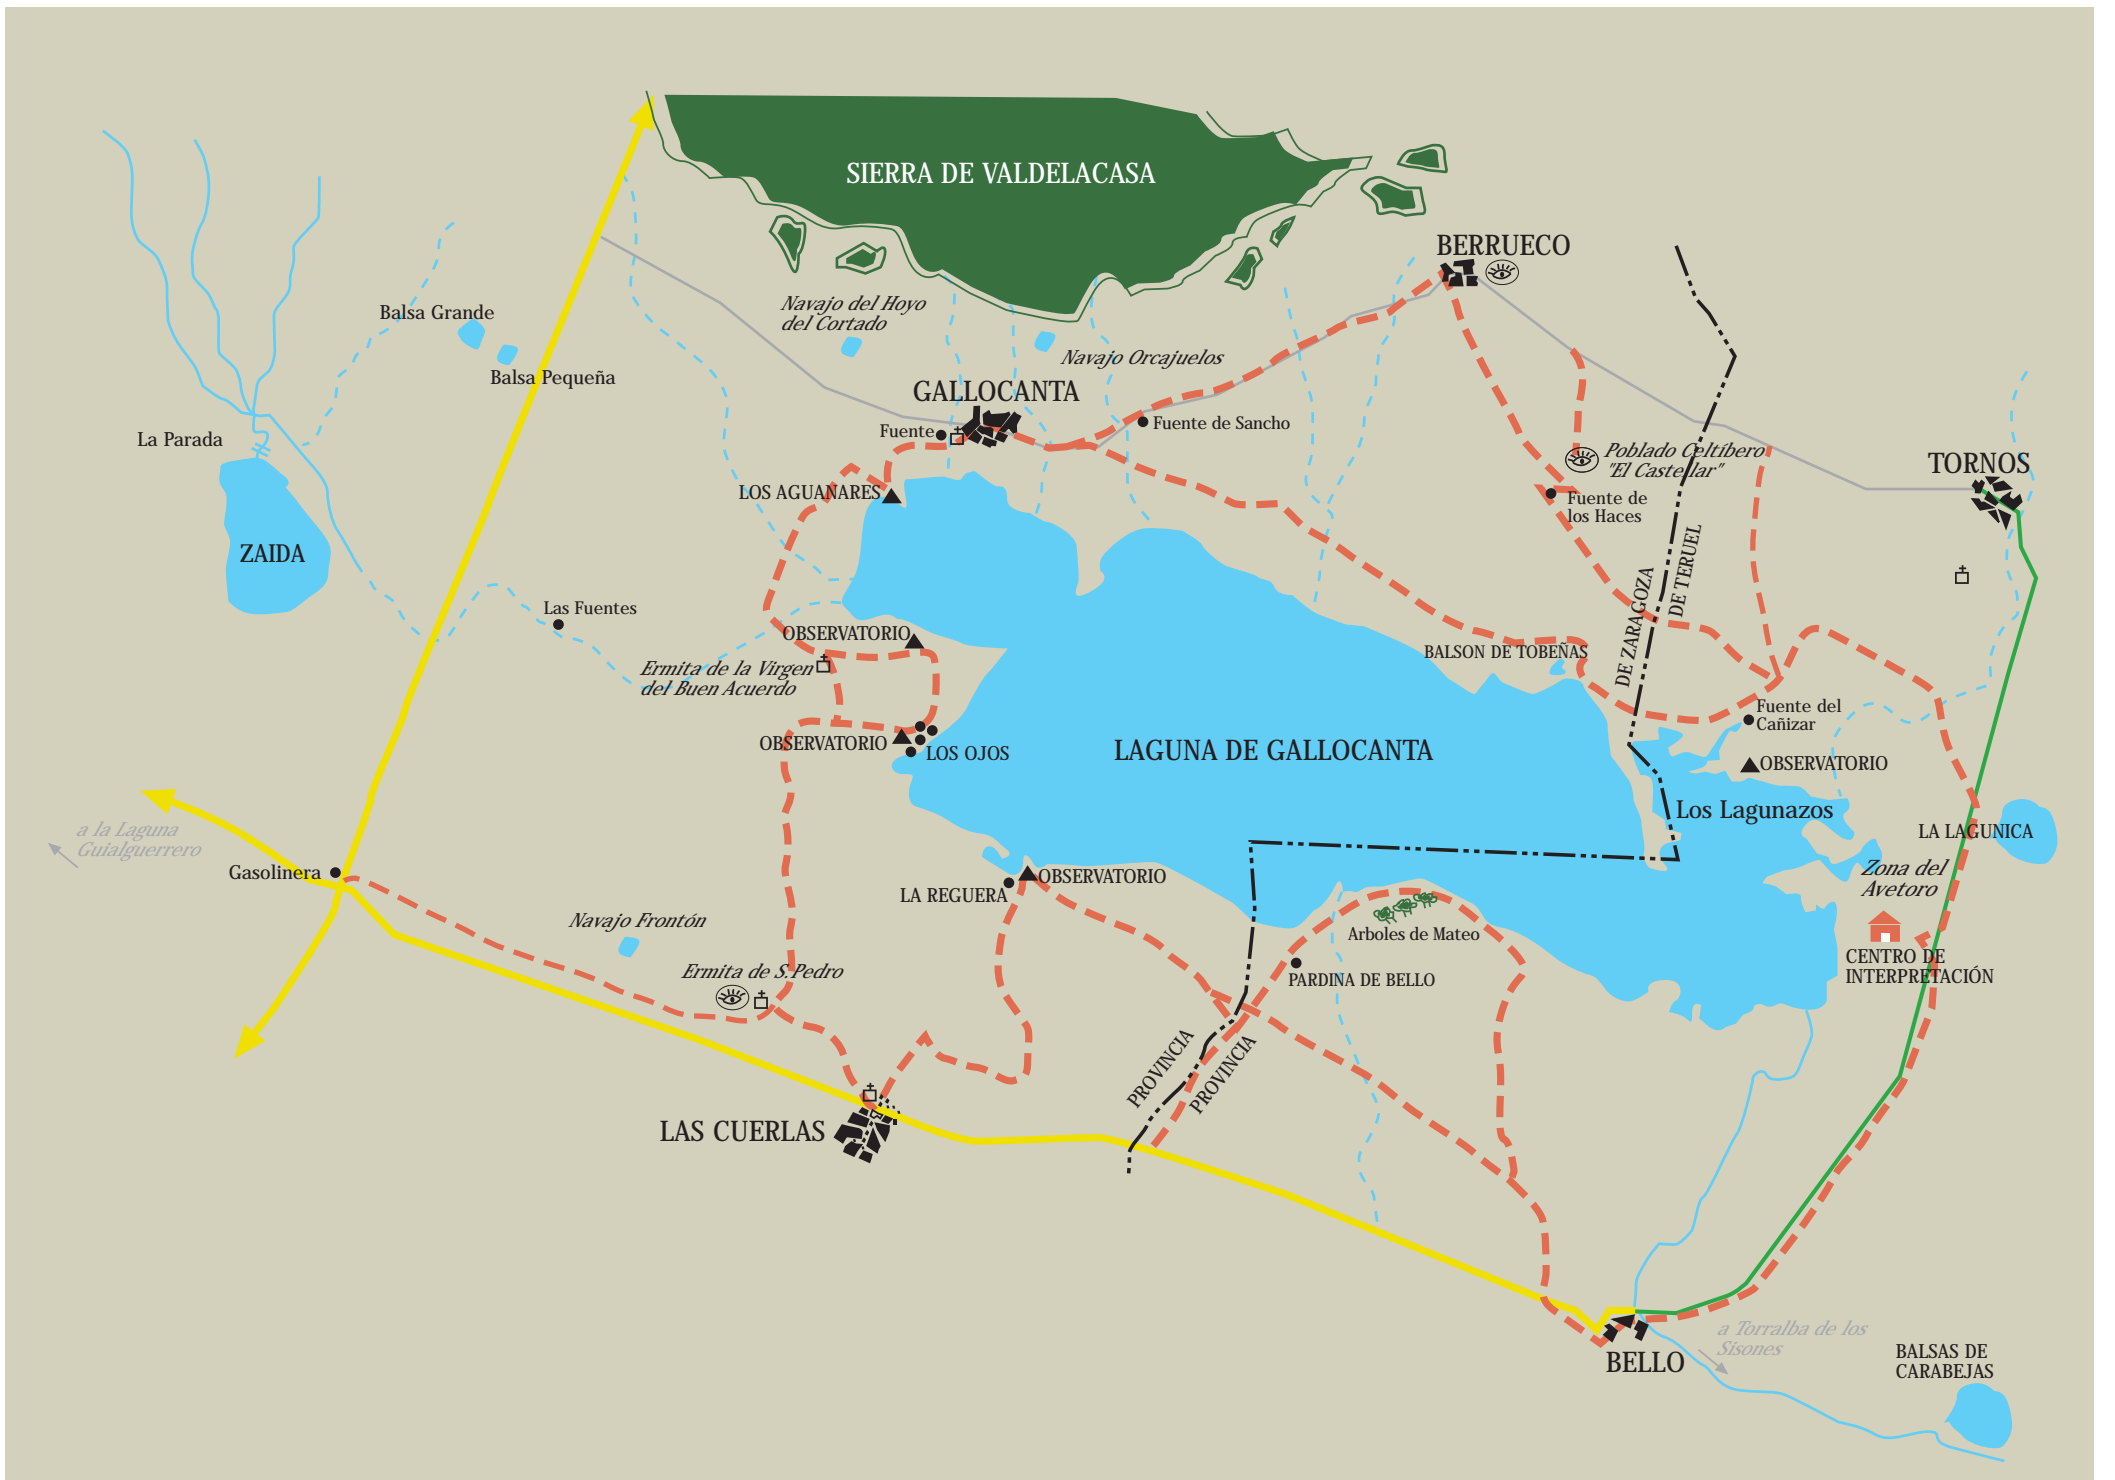 SIERRA DE VALDELACASA
BERRUECO
Navajo del Hoyo
del Cortado
Balsa Grande
Navajo Orcajuelos
Balsa Pequeña
GALLOCANTA
Fuente
Fuente de Sancho
La Parada
Poblado Celtíbero
"El Castellar"
TORNOS
LOS AGUANARES
Fuente de
los Haces
ZAIDA
DE ZARAGOZA
DE TERUEL
Las Fuentes
OBSERVATORIO
BALSON DE TOBEÑAS
Ermita de la Virgen
del Buen Acuerdo
Fuente del
Cañizar
OBSERVATORIO
LOS OJOS
LAGUNA DE GALLOCANTA
OBSERVATORIO
Los Lagunazos
a la Laguna
Guialguerrero
LA LAGUNICA
Gasolinera
OBSERVATORIO
LA REGUERA
Zona del
Avetoro
Navajo Frontón
Arboles de Mateo
CENTRO DE
INTERPRETACIÓN
Ermita de S.Pedro
PARDINA DE BELLO
PROVINCIA
PROVINCIA
LAS CUERLAS
a Torralba de los
Sisones
BELLO
BALSAS DE
CARABEJAS